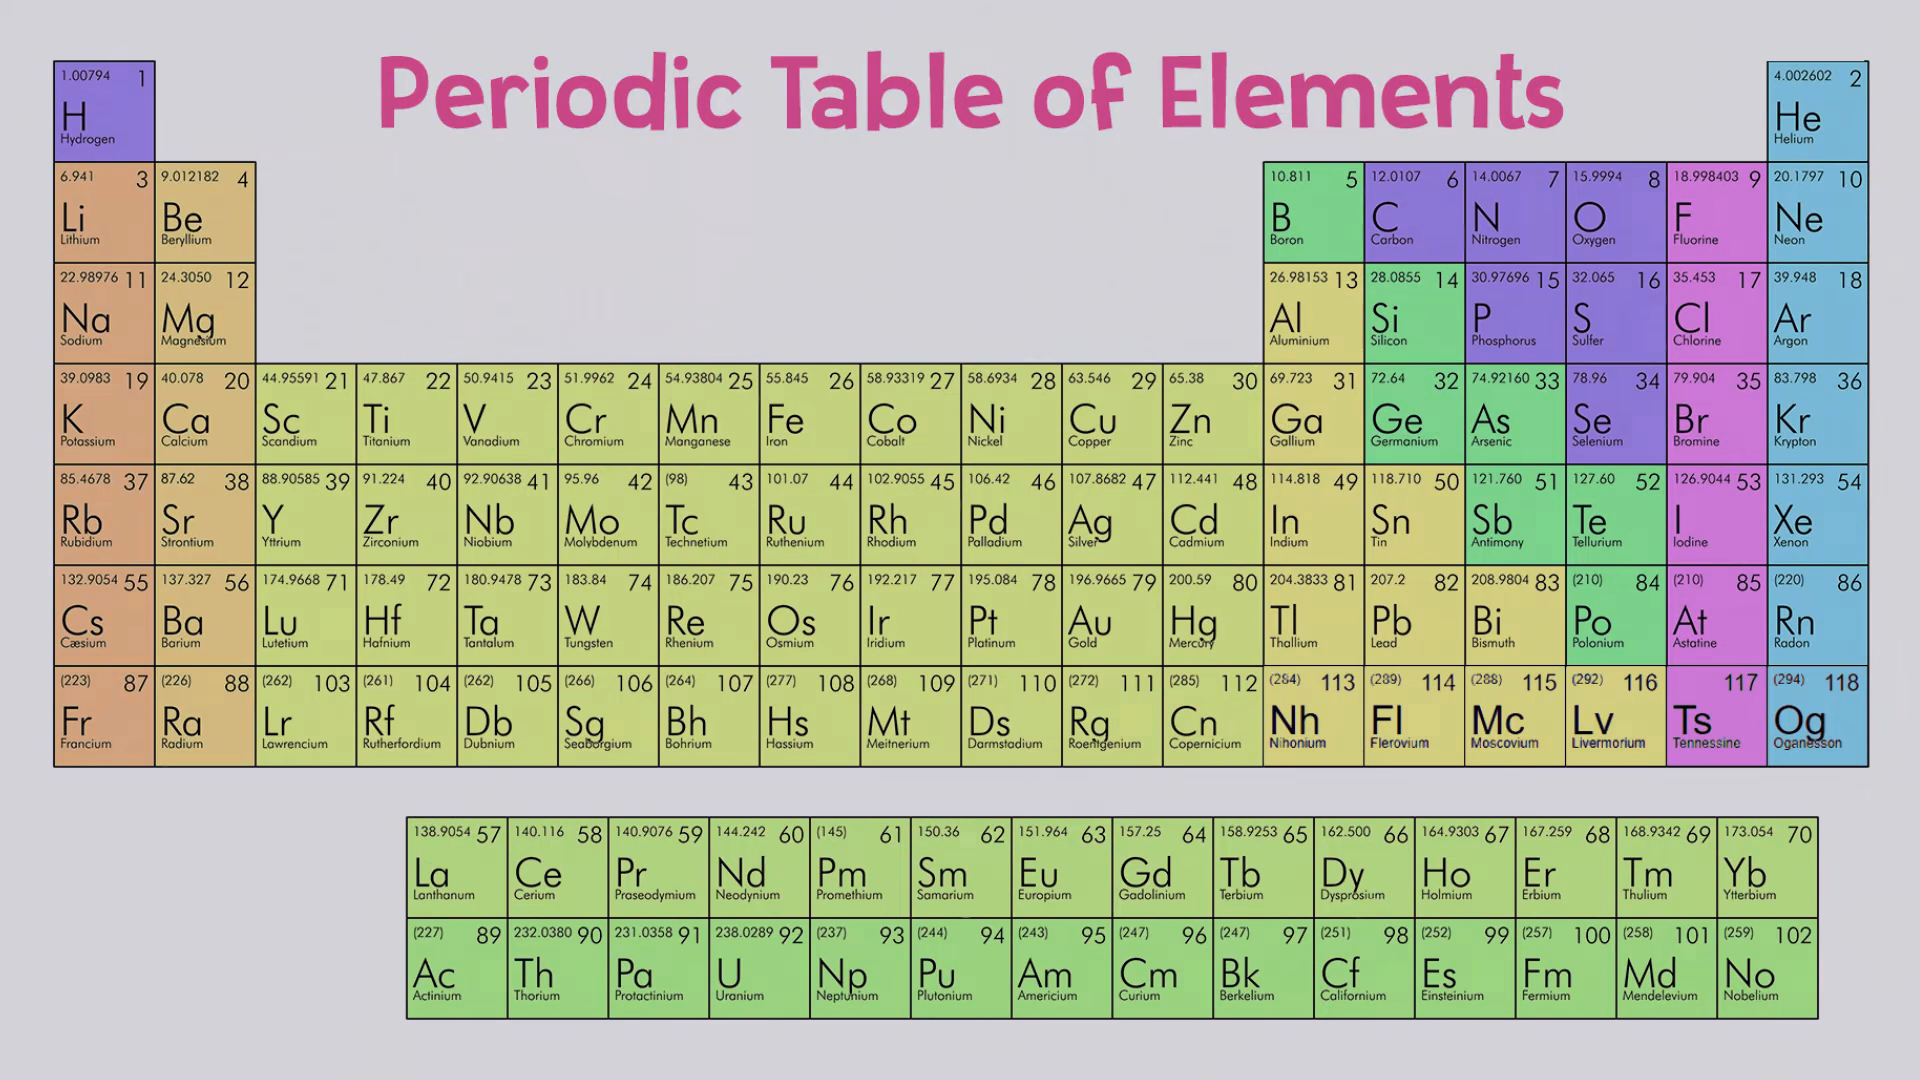 Periodic Table of Elements
1.00794 1 4.002602 2
H He
Hydrogen Helium
6.941 3 9.012182 4 10.811 5 12.0107 6 14.0067 7 15.9994 8 18.998403 9 20.1797 10
Li Be B C N O F Ne
Lithium Beryllium Boron Carbon Nitrogen Oxygen Fluorine Neon
22.98976 11 24.3050 12 26.98153 13 28.0855 14 30.97696 15 32.065 16 35.453 17 39.948 18
Na Mg Al Si P S Cl Ar
Sodium Magnesium Aluminium Silicon Phosphorus Sulfer Chlorine Argon
39.0983 19 40.078 20 44.95591 21 47.867 22 50.9415 23 51.9962 24 54.93804 25 55.845 26 58.93319 27 58.6934 28 63.546 29 65.38 30 69.723 31 72.64 32 74.92160 33 78.96 34 79.904 35 83.798 36
K Ca Sc Ti V Cr Mn Fe Co Ni Cu Zn Ga Ge As Se Br Kr
Potassium Calcium Scandium Titanium Vanadium Chromium Manganese Iron Cobalt Nickel Copper Zinc Gallium Germanium Arsenic Selenium Bromine Krypton
85.4678 37 87.62 38 88.90585 39 91.224 40 92.90638 41 95.96 42 (98) 43 101.07 44 102.9055 45 106.42 46 107.8682 47 112.441 48 114.818 49 118.710 50 121.760 51 127.60 52 126.9044 53 131.293 54
Rb Sr Y Zr Nb Mo Tc Ru Rh Pd Ag Cd In Sn Sb Te I Xe
Rubidium Strontium Yttrium Zirconium Niobium Molybdenum Technetium Ruthenium Rhodium Palladium Silver Cadmium Indium Tin Antimony Tellurium Iodine Xenon
132.9054 55 137.327 56 174.9668 71 178.49 72 180.9478 73 183.84 74 186.207 75 190.23 76 192.217 77 195.084 78 196.9665 79 200.59 80 204.3833 81 207.2 82 208.9804 83 (210) 84 (210) 85 (220) 86
Cs Ba Lu Hf Ta W Re Os Ir Pt Au Hg Tl Pb Bi Po At Rn
Cæsium Barium Lutetium Hafnium Tantalum Tungsten Rhenium Osmium Iridium Platinum Gold Mercury Thallium Lead Bismuth Polonium Astatine Radon
(223) 87 (226) 88 (262) 103 (261) 104 (262) 105 (266) 106 (264) 107 (277) 108 (268) 109 (271) 110 (272) 111 (285) 112 (284) 113 (289) 114 (288) 115 (292) 116 117 (294) 118
Fr Ra Lr Rf Db Sg Bh Hs Mt Ds Rg Cn Nh Fl Mc Lv Ts Og
Francium Radium Lawrencium Rutherfordium Dubnium Seaborgium Bohrium Hassium Meitnerium Darmstadium Roentgenium Copernicium Nihonium Flerovium Moscovium Livermorium Tennessine Oganesson
138.9054 57 140.116 58 140.9076 59 144.242 60 (145) 61 150.36 62 151.964 63 157.25 64 158.9253 65 162.500 66 164.9303 67 167.259 68 168.9342 69 173.054 70
La Ce Pr Nd Pm Sm Eu Gd Tb Dy Ho Er Tm Yb
Lanthanum Cerium Praseodymium Neodynium Promethium Samarium Europium Gadolinium Terbium Dysprosium Holmium Erbium Thulium Ytterbium
(227) 89 232.0380 90 231.0358 91 238.0289 92 (237) 93 (244) 94 (243) 95 (247) 96 (247) 97 (251) 98 (252) 99 (257) 100 (258) 101 (259) 102
Ac Th Pa U Np Pu Am Cm Bk Cf Es Fm Md No
Actinium Thorium Protactinium Uranium Neptunium Plutonium Americium Curium Berkelium Californium Einsteinium Fermium Mendelevium Nobelium